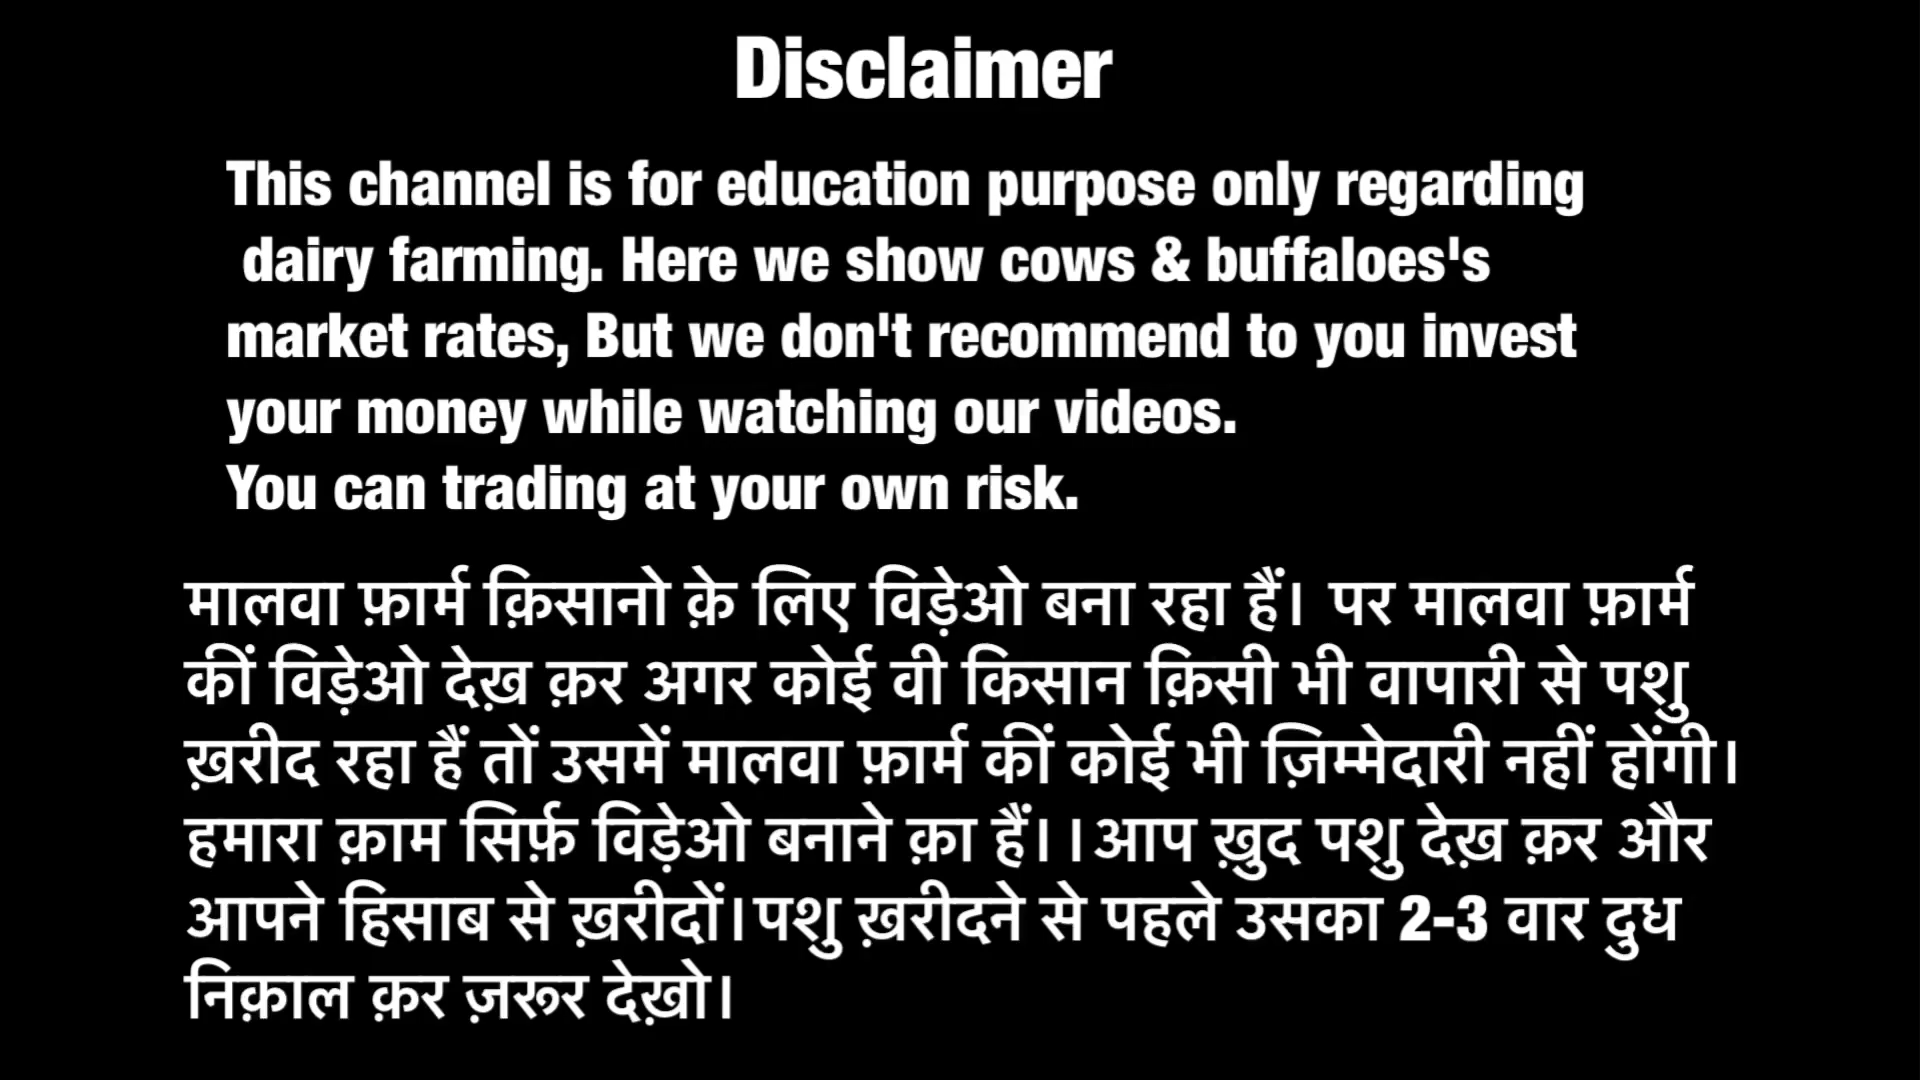 Disclaimer
This channel is for education purpose only regarding
dairy farming. Here we show cows & buffaloes's
market rates, But we don't recommend to you invest
your money while watching our videos.
You can trading at your own risk.
मालवा फ़ार्म क़िसानो क़े लिए विड़ेओ बना रहा हैं। पर मालवा फ़ार्म
कीं विड़ेओ देख़ क़र अगर कोई वी किसान क़िसी भी वापारी से पशु
ख़रीद रहा हैं तों उसमें मालवा फ़ार्म कीं कोई भी ज़िम्मेदारी नहीं होंगी।
हमारा क़ाम सिर्फ़ विड़ेओ बनाने क़ा हैं।।आप ख़ुद पशु देख़ क़र और
आपने हिसाब से ख़रीदों।पशु ख़रीदने से पहले उसका 2-3 वार दुध
निक़ाल क़र ज़रूर देख़ो।